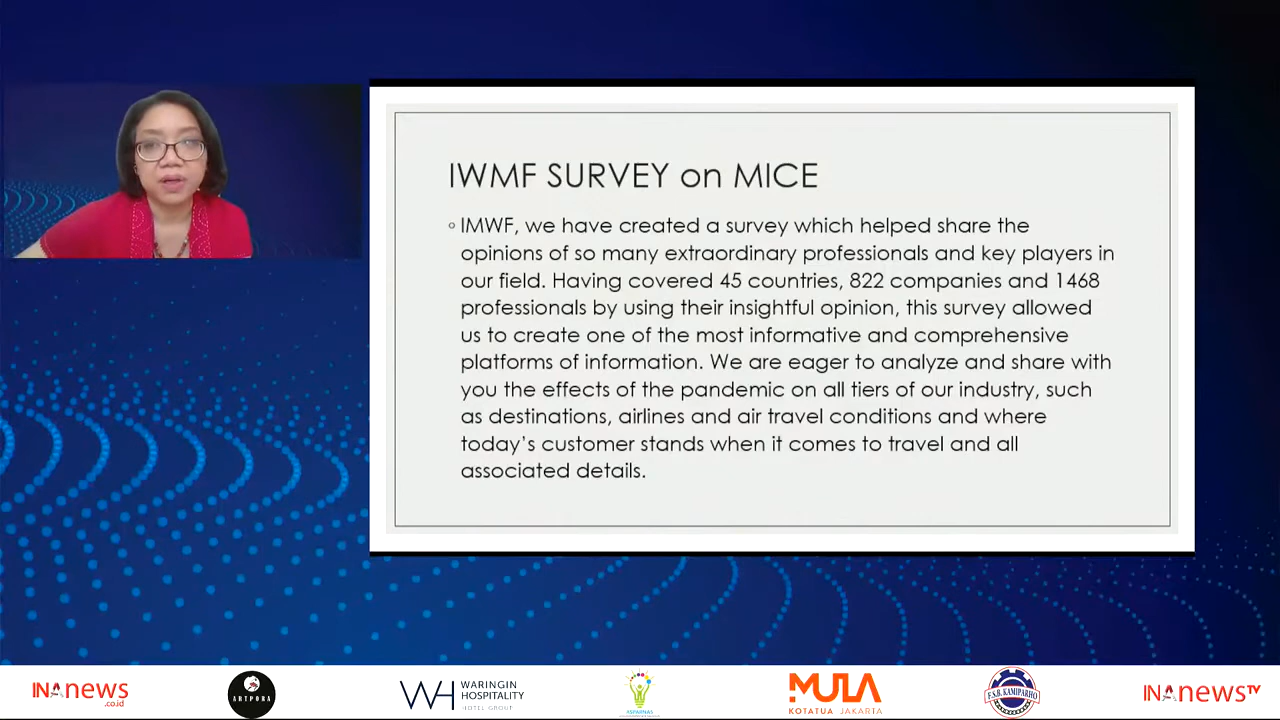 IWMF SURVEY on MICE
◦ IMWF, we have created a survey which helped share the
opinions of so many extraordinary professionals and key players in
our field. Having covered 45 countries, 822 companies and 1468
professionals by using their insightful opinion, this survey allowed
us to create one of the most informative and comprehensive
platforms of information. We are eager to analyze and share with
you the effects of the pandemic on all tiers of our industry, such
as destinations, airlines and air travel conditions and where
today’s customer stands when it comes to travel and all
associated details.
INAnews
.co.id
ARTPORA
WH
WARINGIN
HOSPITALITY
HOTEL GROUP
ASPARNAS
MULA
KOTATUA JAKARTA
F.S.B. KAMIPARHO
INAnewsTV